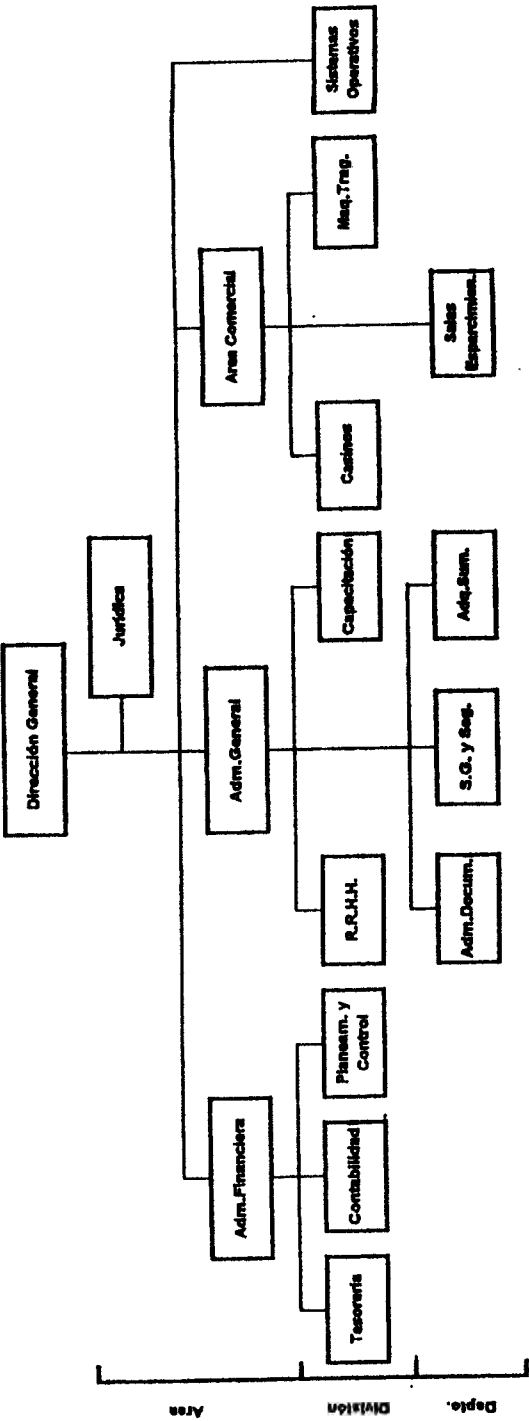 Dirección General
Jurídica
Area
Adm.Financiera
Adm.General
Area Comercial
División
Tesorería
Contabilidad
Planeam. y
Control
R.R.H.H.
Capacitación
Casinos
Maq.Trag.
Sistemas
Operativos
Depto.
Adm.Docum.
S.G. y Seg.
Adq.Sum.
Salas
Esparcimien.